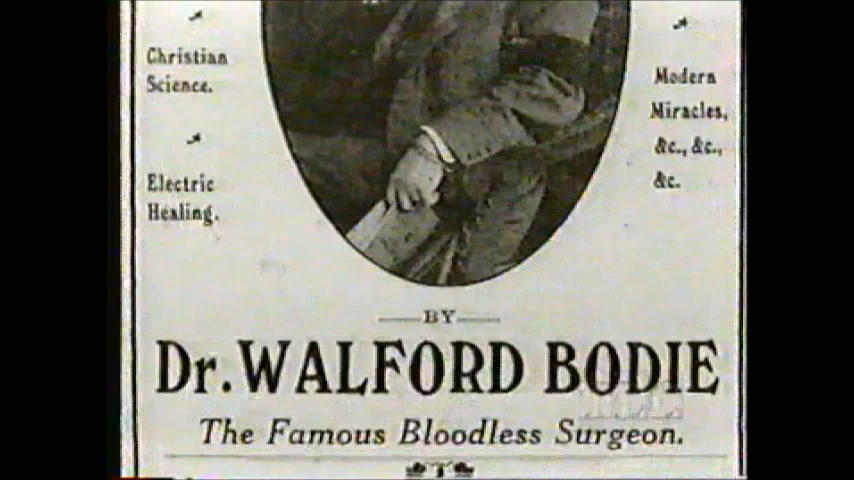 Christian
Science.
Electric
Healing.
Modern
Miracles,
&c., &c.,
&c.
BY
Dr. WALFORD BODIE
The Famous Bloodless Surgeon.